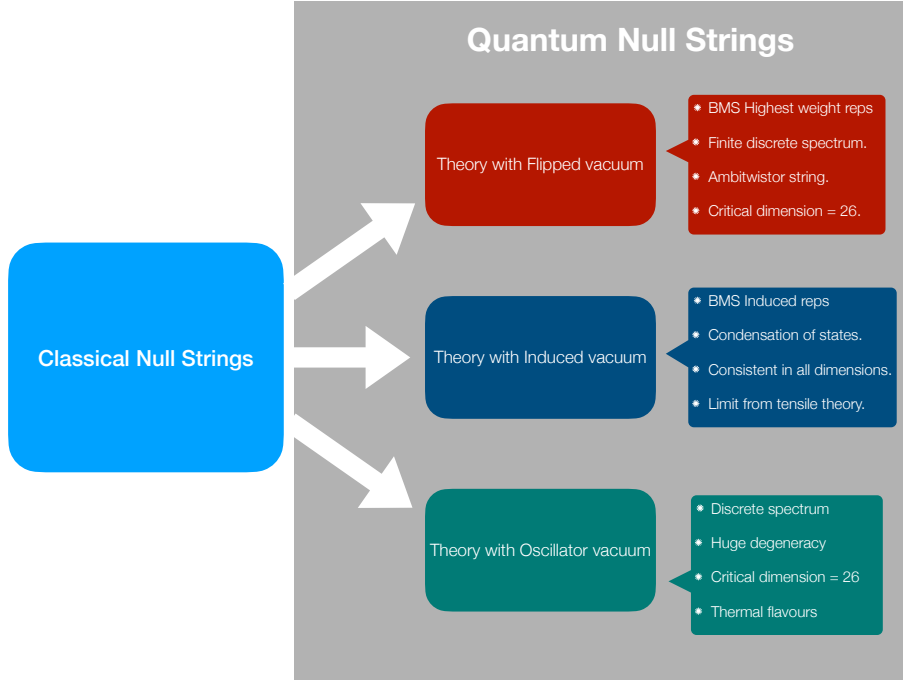 Quantum Null Strings
Classical Null Strings
Theory with Flipped vacuum
* BMS Highest weight reps
* Finite discrete spectrum.
* Ambitwistor string.
* Critical dimension = 26.
Theory with Induced vacuum
* BMS Induced reps
* Condensation of states.
* Consistent in all dimensions.
* Limit from tensile theory.
Theory with Oscillator vacuum
* Discrete spectrum
* Huge degeneracy
* Critical dimension = 26
* Thermal flavours